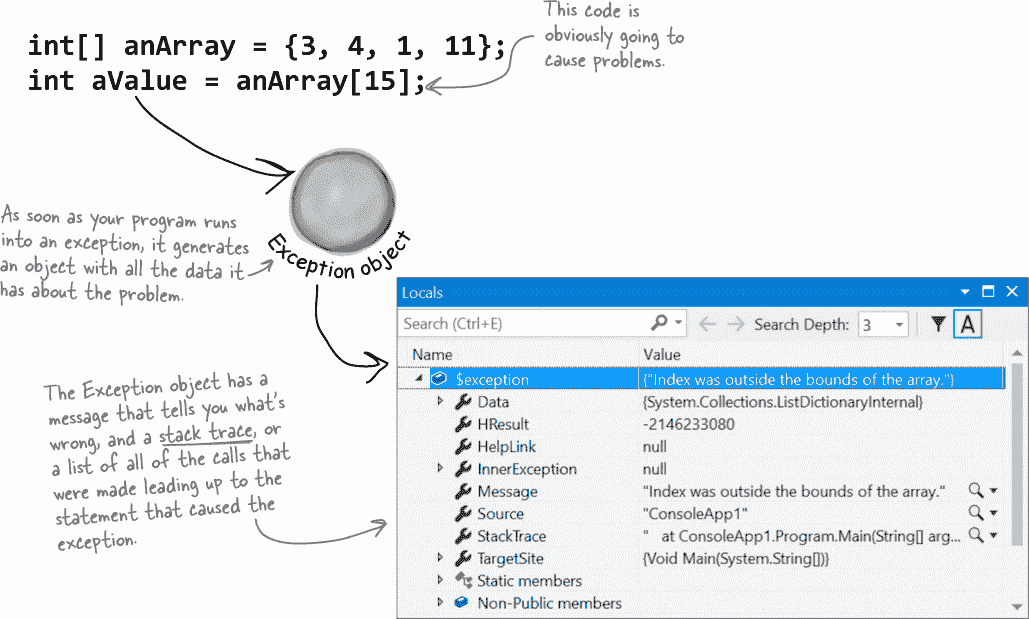 int[] anArray = {3, 4, 1, 11};
int aValue = anArray[15];
This code is
obviously going to
cause problems.
As soon as your program runs
into an exception, it generates
an object with all the data it
has about the problem.
Exception object
The Exception object has a
message that tells you what's
wrong, and a stack trace, or
a list of all of the calls that
were made leading up to the
statement that caused the
exception.
Locals
Search (Ctrl+E) Search Depth: 3 A
Name Value
$exception {"Index was outside the bounds of the array."}
Data {System.Collections.ListDictionaryInternal}
HResult -2146233080
HelpLink null
InnerException null
Message "Index was outside the bounds of the array."
Source "ConsoleApp1"
StackTrace "   at ConsoleApp1.Program.Main(String[] arg...
TargetSite {Void Main(System.String[])}
Static members
Non-Public members